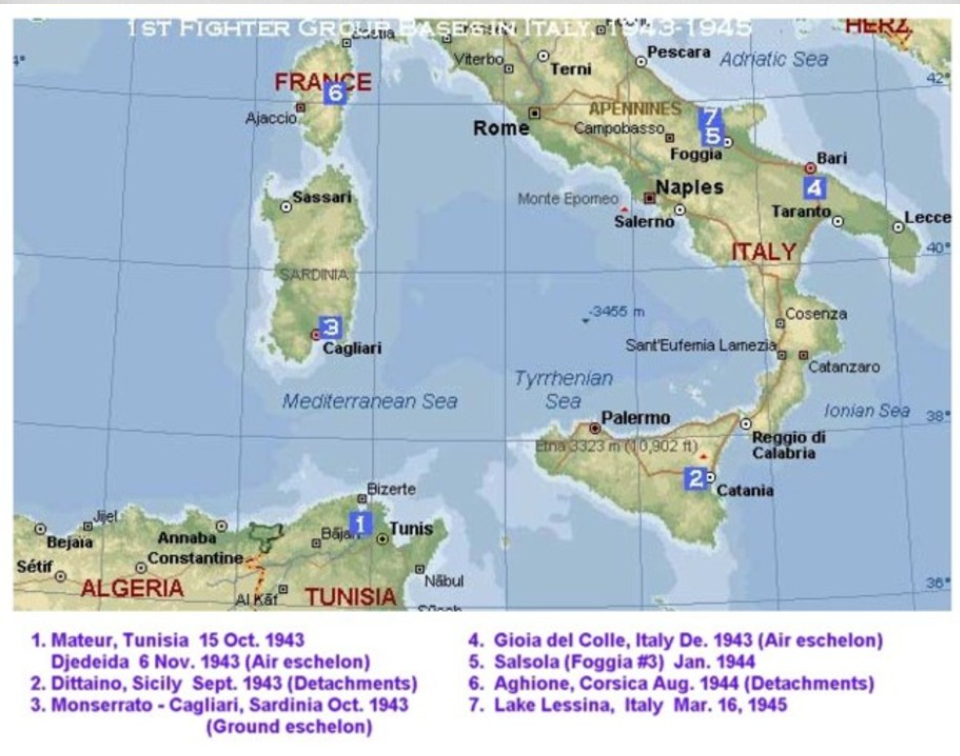 1ST FIGHTER GROUP BASES IN ITALY, 1943-1945
HERZ
Bastia
Pescara
Viterbo
Terni
Adriatic Sea
4°
42°
FRANCE
6
Ajaccio
APENNINES
7
Rome
Campobasso
5
Foggia
Bari
Sassari
Monte Epomeo
Naples
4
Salerno
Taranto
Lecce
ITALY
40°
SARDINIA
-3455 m
Cosenza
3
Cagliari
Sant'Eufemia Lamezia
Catanzaro
Tyrrhenian
Sea
Mediterranean Sea
Ionian Sea
38°
Palermo
Etna 3323 m (10,902 ft)
Reggio di
Calabria
2
Catania
Bizerte
Jijel
1
Tunis
Bejaïa
Annaba
Bājah
Constantine
Sétif
Nābul
36°
ALGERIA
Al Kāf
TUNISIA
1. Mateur, Tunisia 15 Oct. 1943
Djedeida 6 Nov. 1943 (Air eschelon)
2. Dittaino, Sicily Sept. 1943 (Detachments)
3. Monserrato - Cagliari, Sardinia Oct. 1943
(Ground eschelon)
4. Gioia del Colle, Italy De. 1943 (Air eschelon)
5. Salsola (Foggia #3) Jan. 1944
6. Aghione, Corsica Aug. 1944 (Detachments)
7. Lake Lessina, Italy Mar. 16, 1945